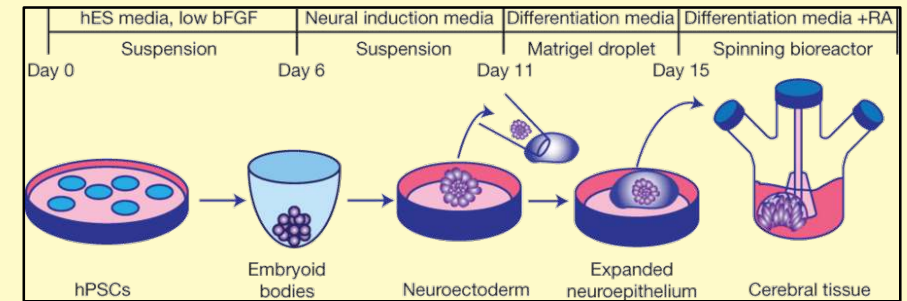 hES media, low bFGF
Neural induction media
Differentiation media
Differentiation media +RA
Suspension
Suspension
Matrigel droplet
Spinning bioreactor
Day 0
Day 6
Day 11
Day 15
hPSCs
Embryoid
bodies
Neuroectoderm
Expanded
neuroepithelium
Cerebral tissue